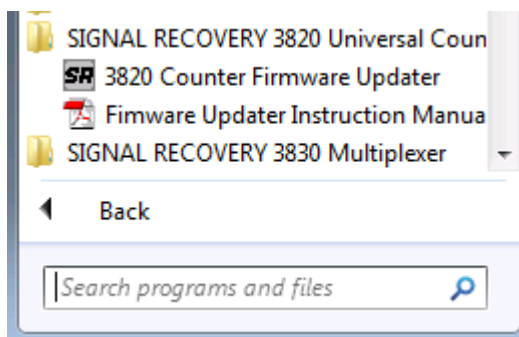 SIGNAL RECOVERY 3820 Universal Coun
SR 3820 Counter Firmware Updater
Fimware Updater Instruction Manua
SIGNAL RECOVERY 3830 Multiplexer
Back
Search programs and files